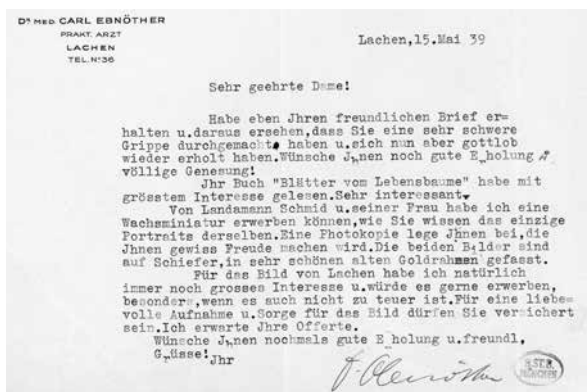 Dr MED. CARL EBNÖTHER
PRAKT. ARZT
LACHEN
TEL. No 36
Lachen,15.Mai 39
Sehr geehrte Dame!
Habe eben Jhren freundlichen Brief er=
halten u.daraus ersehen,dass Sie eine sehr schwere
Grippe durchgemacht haben u.sich nun aber gottlob
wieder erholt haben.Wünsche Jhnen noch gute E holung
völlige Genesung!
Jhr Buch "Blätter vom Lebensbaume" habe mit
grösstem Interesse gelesen.Sehr interessant.
Von Landamann Schmid u.seiner Frau habe ich eine
Wachsminiatur erwerben können,wie Sie wissen das einzige
Portraits derselben.Eine Photokopie lege Jhnen bei,die
Jhnen gewiss Freude machen wird.Die beiden Bilder sind
auf Schiefer,in sehr schönen alten Goldrahmen gefasst.
Für das Bild von Lachen habe ich natürlich
immer noch grosses Interesse u.würde es gerne erwerben,
besonders,wenn es auch nicht zu teuer ist.Für eine liebe=
volle Aufnahme u.Sorge für das Bild dürfen Sie versichert
sein.Ich erwarte Jhre Offerte.
Wünsche Jhnen nochmals gute E holung u.freundl,
Grüsse!Jhr